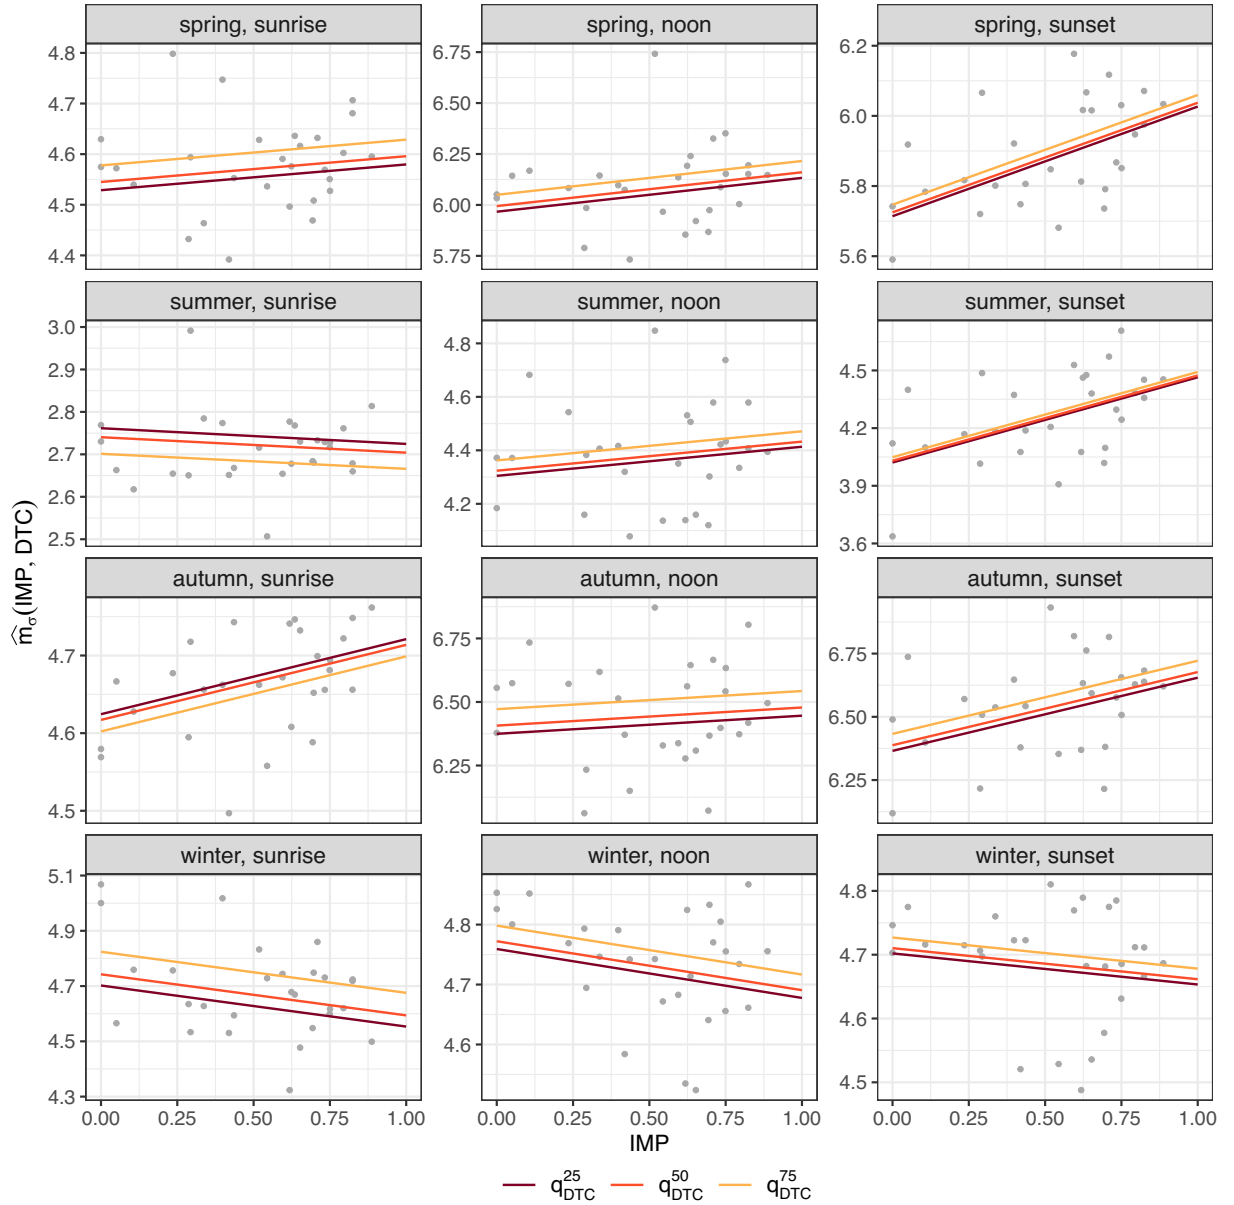 spring, sunrise
spring, noon
spring, sunset
4.8
4.7
4.6
4.5
4.4
6.75
6.50
6.25
6.00
5.75
6.2
6.0
5.8
5.6
summer, sunrise
summer, noon
summer, sunset
3.0
2.9
2.8
2.7
2.6
2.5
4.8
4.6
4.4
4.2
4.5
4.2
3.9
3.6
m̂σ(IMP, DTC)
autumn, sunrise
autumn, noon
autumn, sunset
4.7
4.6
4.5
6.75
6.50
6.25
6.75
6.50
6.25
winter, sunrise
winter, noon
winter, sunset
5.1
4.9
4.7
4.5
4.3
4.8
4.7
4.6
4.8
4.7
4.6
4.5
0.00 0.25 0.50 0.75 1.00
0.00 0.25 0.50 0.75 1.00
0.00 0.25 0.50 0.75 1.00
IMP
q25DTC q50DTC q75DTC